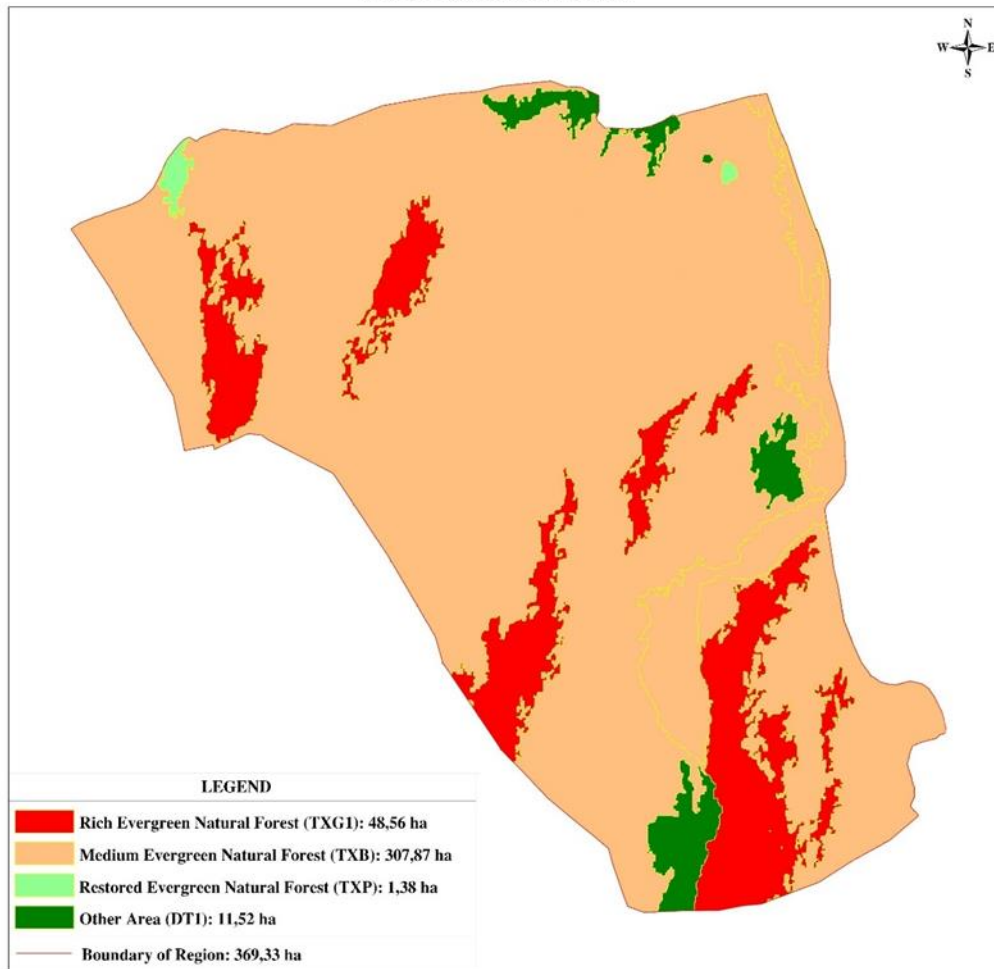 N
W E
S
LEGEND
Rich Evergreen Natural Forest (TXG1): 48,56 ha
Medium Evergreen Natural Forest (TXB): 307,87 ha
Restored Evergreen Natural Forest (TXP): 1,38 ha
Other Area (DT1): 11,52 ha
Boundary of Region: 369,33 ha